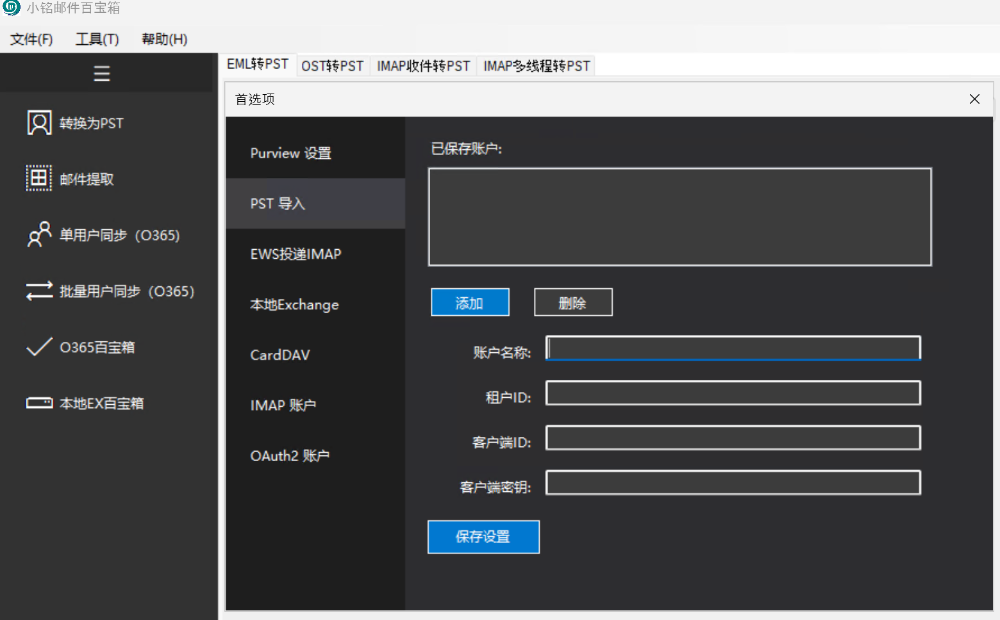 小铭邮件百宝箱
文件(F) 工具(T) 帮助(H)
EML转PST OST转PST IMAP收件转PST IMAP多线程转PST
转换为PST
邮件提取
单用户同步（O365)
批量用户同步（O365)
O365百宝箱
本地EX百宝箱
首选项
Purview 设置
PST 导入
EWS投递IMAP
本地Exchange
CardDAV
IMAP 账户
OAuth2 账户
已保存账户:
添加 删除
账户名称:
租户ID:
客户端ID:
客户端密钥:
保存设置